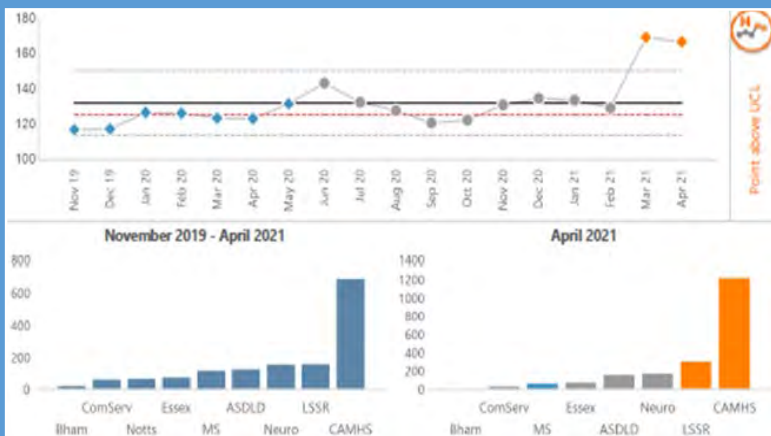 180
160
140
120
100
Nov 19
Dec 19
Jan 20
Feb 20
Mar 20
Apr 20
May 20
Jun 20
Jul 20
Aug 20
Sep 20
Oct 20
Nov 20
Dec 20
Jan 21
Feb 21
Mar 21
Apr 21
H
Point above UCL
November 2019 - April 2021
800
600
400
200
0
ComServ Essex ASDLD LSSR
Bham Notts MS Neuro CAMHS
April 2021
1400
1200
1000
800
600
400
200
0
ComServ Essex Neuro CAMHS
Bham MS ASDLD LSSR